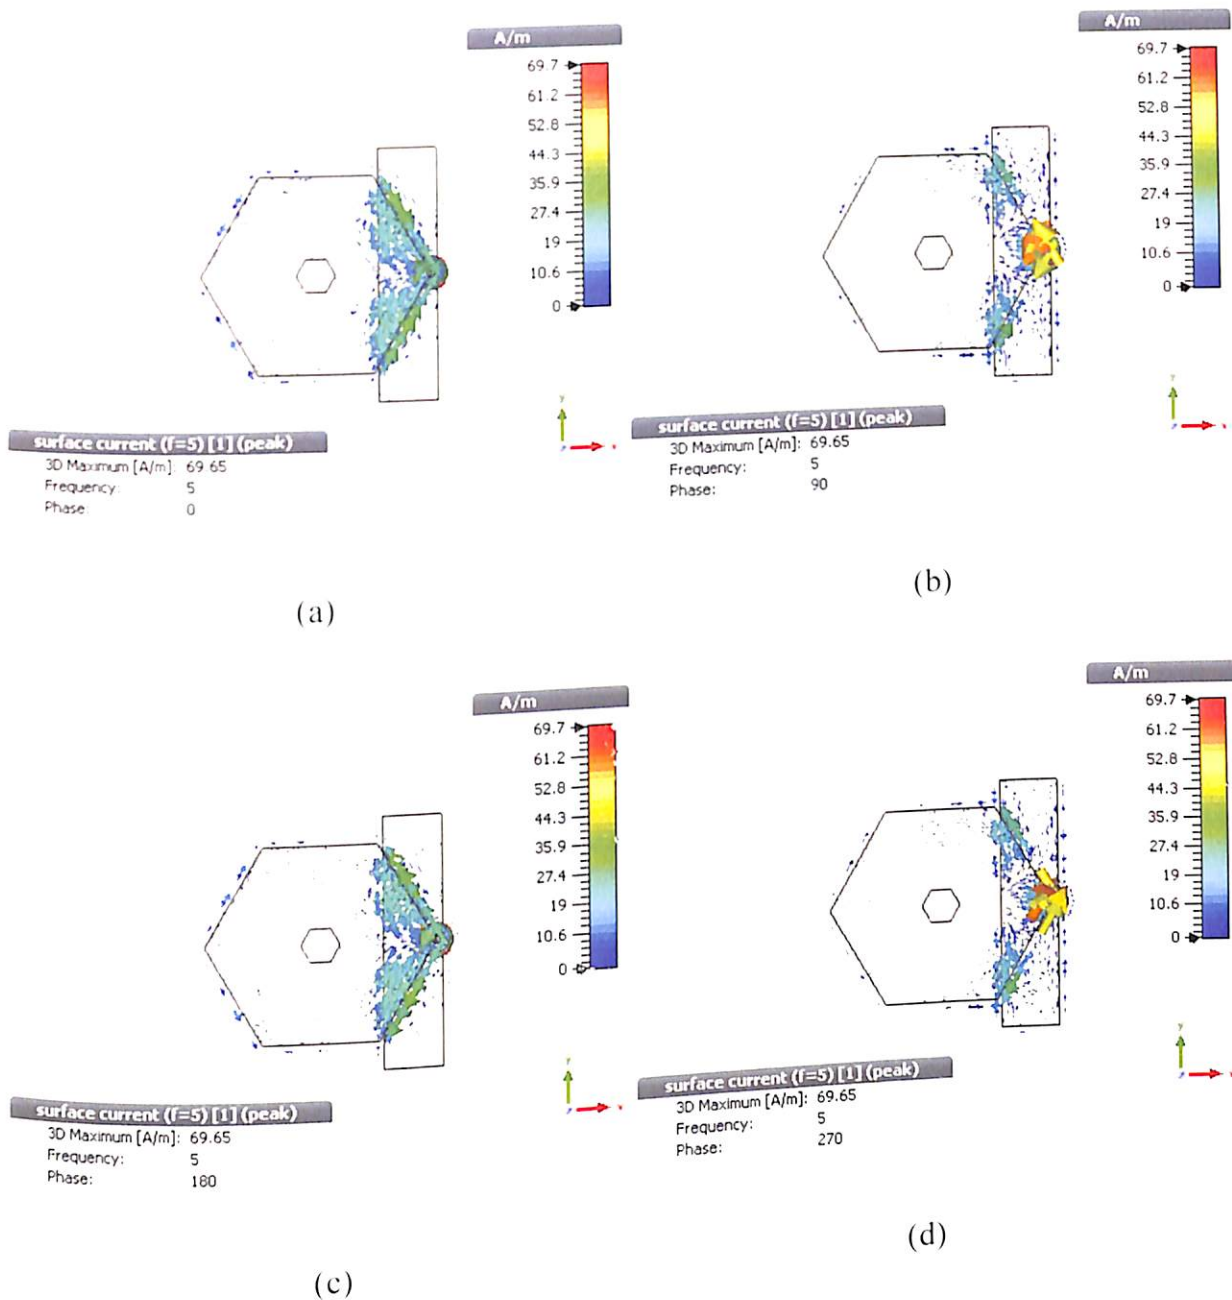 A/m
69.7
61.2
52.8
44.3
35.9
27.4
19
10.6
0
y
x
surface current (f=5) [1] (peak)
3D Maximum [A/m]: 69.65
Frequency: 5
Phase: 0
(a)
A/m
69.7
61.2
52.8
44.3
35.9
27.4
19
10.6
0
y
x
surface current (f=5) [1] (peak)
3D Maximum [A/m]: 69.65
Frequency: 5
Phase: 90
(b)
A/m
69.7
61.2
52.8
44.3
35.9
27.4
19
10.6
0
y
x
surface current (f=5) [1] (peak)
3D Maximum [A/m]: 69.65
Frequency: 5
Phase: 180
(c)
A/m
69.7
61.2
52.8
44.3
35.9
27.4
19
10.6
0
y
surface current (f=5) [1] (peak)
3D Maximum [A/m]: 69.65
Frequency: 5
Phase: 270
(d)